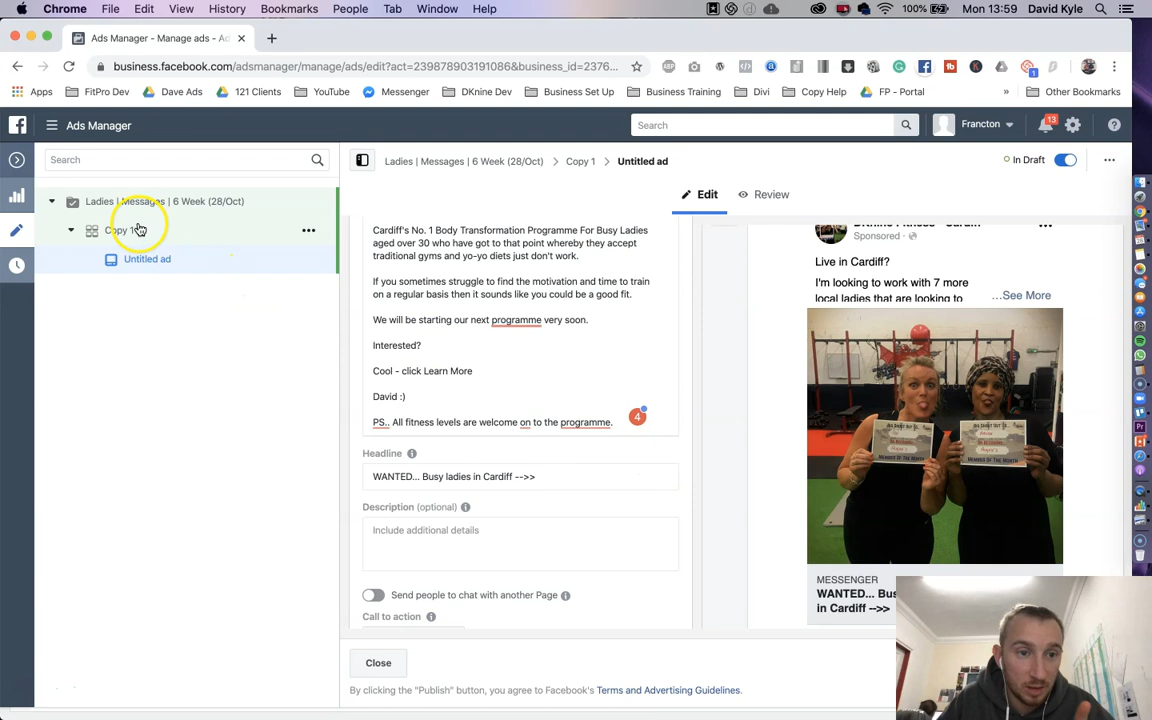 Chrome File Edit View History Bookmarks People Tab Window Help
100% Mon 13:59 David Kyle
Ads Manager - Manage ads - Ad
business.facebook.com/adsmanager/manage/ads/edit?act=239878903191086&business_id=2376...
Apps FitPro Dev Dave Ads 121 Clients YouTube Messenger DKnine Dev Business Set Up Business Training Divi Copy Help FP - Portal » Other Bookmarks
Ads Manager
Search
Francton
13
Search
Ladies | Messages | 6 Week (28/Oct)
Copy 1
Untitled ad
Ladies | Messages | 6 Week (28/Oct) > Copy 1 > Untitled ad
In Draft
Edit
Review
Cardiff's No. 1 Body Transformation Programme For Busy Ladies
aged over 30 who have got to that point whereby they accept
traditional gyms and yo-yo diets just don't work.
If you sometimes struggle to find the motivation and time to train
on a regular basis then it sounds like you could be a good fit.
We will be starting our next programme very soon.
Interested?
Cool - click Learn More
David :)
PS.. All fitness levels are welcome on to the programme.
4
Headline
WANTED... Busy ladies in Cardiff -->>
Description (optional)
Include additional details
Send people to chat with another Page
Call to action
Close
By clicking the "Publish" button, you agree to Facebook's Terms and Advertising Guidelines.
Sponsored ·
Live in Cardiff?
I'm looking to work with 7 more
local ladies that are looking to ...See More
MEMBER OF THE MONTH
MEMBER OF THE MONTH
MESSENGER
WANTED... Bus
in Cardiff -->>